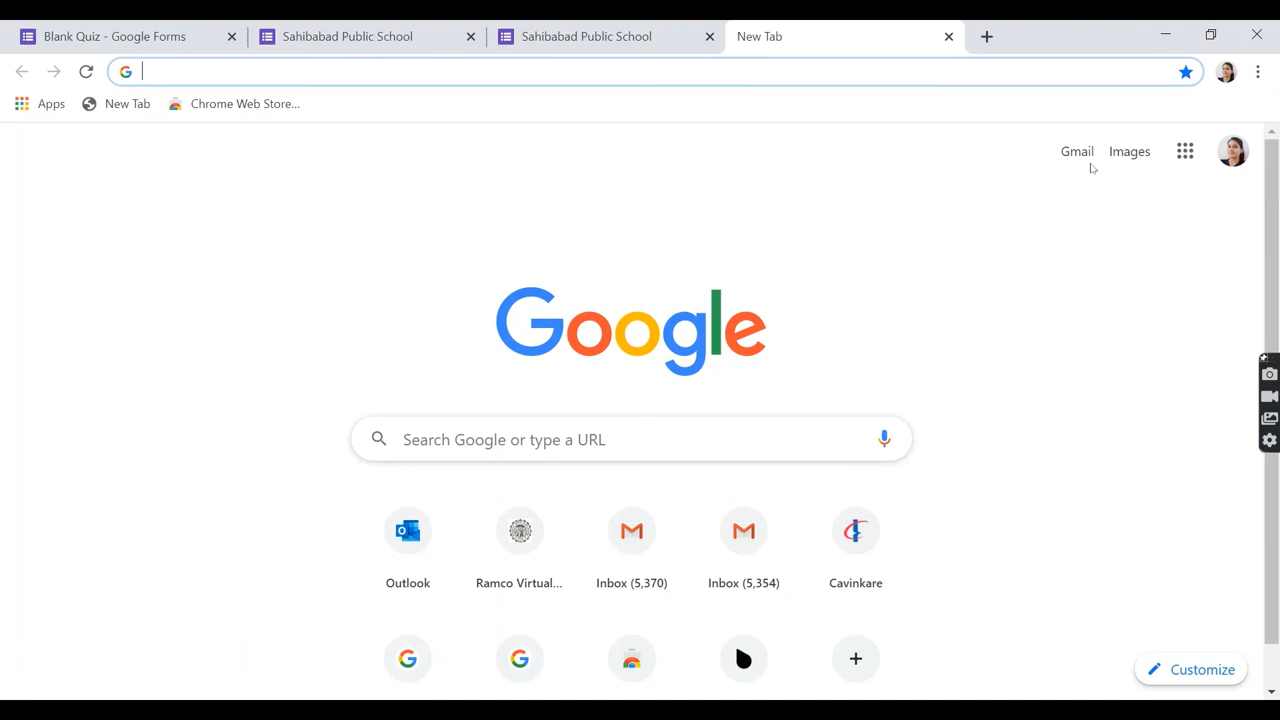 Blank Quiz - Google Forms
Sahibabad Public School
Sahibabad Public School
New Tab
Apps
New Tab
Chrome Web Store...
Gmail
Images
Google
Search Google or type a URL
Outlook
Ramco Virtual...
Inbox (5,370)
Inbox (5,354)
Cavinkare
Customize